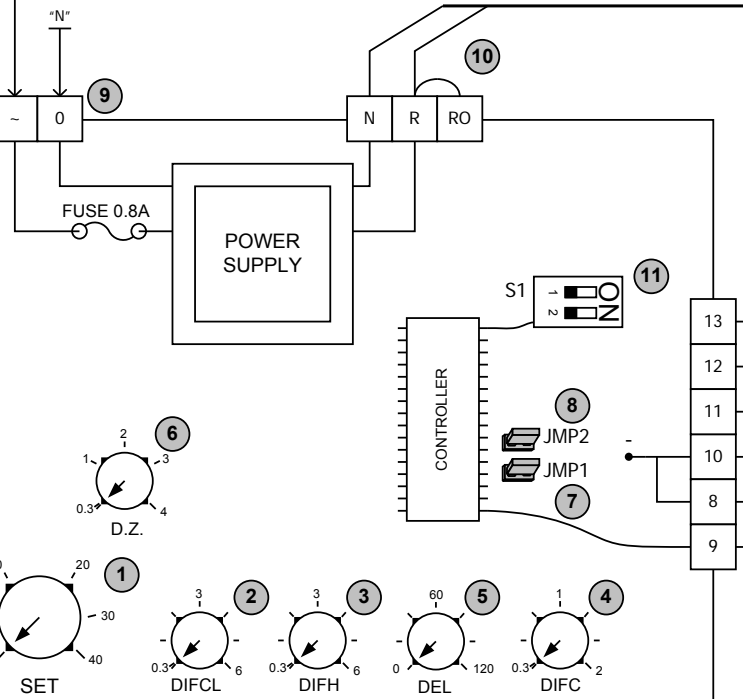 "N"
10
9
~ 0
N R RO
FUSE 0.8A
POWER
SUPPLY
11
S1
1
2
ON
13
12
11
10
8
9
CONTROLLER
8
JMP2
JMP1
7
-
6
2
1 3
0.3 4
D.Z.
1
20
30
40
SET
2
3
0.3 6
DIFCL
3
3
0.3 6
DIFH
5
60
0 120
DEL
4
1
0.3 2
DIFC